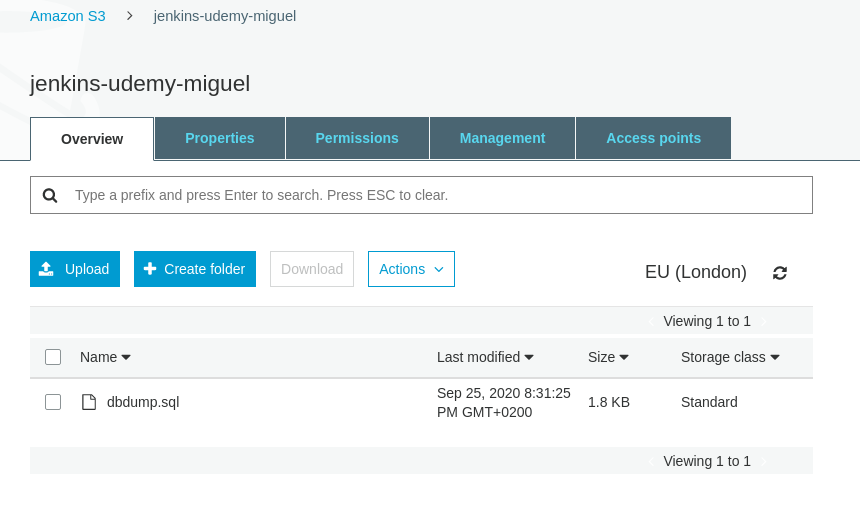 Amazon S3 > jenkins-udemy-miguel
jenkins-udemy-miguel
Overview Properties Permissions Management Access points
Type a prefix and press Enter to search. Press ESC to clear.
Upload Create folder Download Actions EU (London)
Viewing 1 to 1
Name Last modified Size Storage class
dbdump.sql Sep 25, 2020 8:31:25 PM GMT+0200 1.8 KB Standard
Viewing 1 to 1